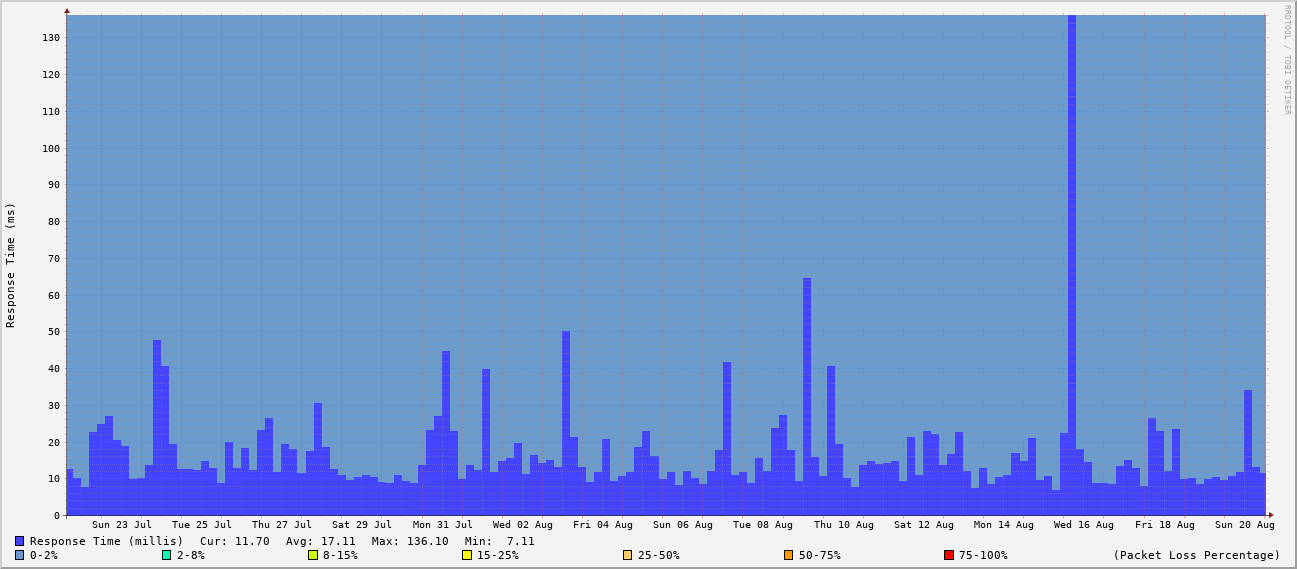 RRDTOOL / TOBI OETIKER
Response Time (ms)
130
120
110
100
90
80
70
60
50
40
30
20
10
0
Sun 23 Jul Tue 25 Jul Thu 27 Jul Sat 29 Jul Mon 31 Jul Wed 02 Aug Fri 04 Aug Sun 06 Aug Tue 08 Aug Thu 10 Aug Sat 12 Aug Mon 14 Aug Wed 16 Aug Fri 18 Aug Sun 20 Aug
Response Time (millis) Cur: 11.70 Avg: 17.11 Max: 136.10 Min: 7.11
0-2% 2-8% 8-15% 15-25% 25-50% 50-75% 75-100% (Packet Loss Percentage)